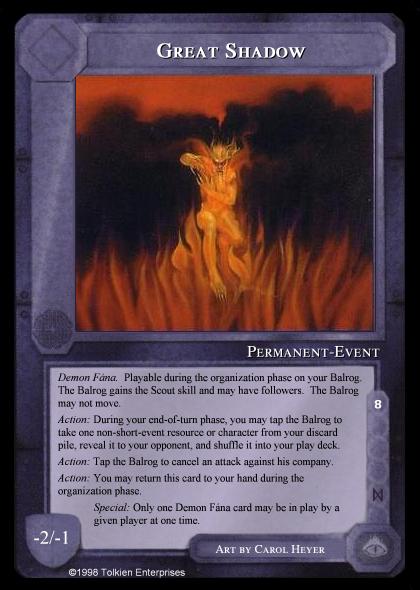 GREAT SHADOW
PERMANENT-EVENT
Demon Fána. Playable during the organization phase on your Balrog.
The Balrog gains the Scout skill and may have followers. The Balrog
may not move.
Action: During your end-of-turn phase, you may tap the Balrog to
take one non-short-event resource or character from your discard
pile, reveal it to your opponent, and shuffle it into your play deck.
Action: Tap the Balrog to cancel an attack against his company.
Action: You may return this card to your hand during the
organization phase.
Special: Only one Demon Fána card may be in play by a
given player at one time.
8
-2/-1
ART BY CAROL HEYER
©1998 Tolkien Enterprises